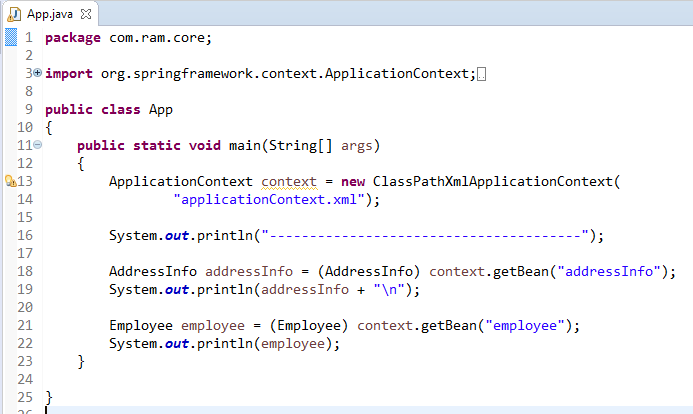 App.java
1 package com.ram.core;
2
3 import org.springframework.context.ApplicationContext;
8
9 public class App
10 {
11     public static void main(String[] args)
12     {
13         ApplicationContext context = new ClassPathXmlApplicationContext(
14                 "applicationContext.xml");
15
16         System.out.println("---------------------------------------");
17
18         AddressInfo addressInfo = (AddressInfo) context.getBean("addressInfo");
19         System.out.println(addressInfo + "\n");
20
21         Employee employee = (Employee) context.getBean("employee");
22         System.out.println(employee);
23     }
24
25 }
26